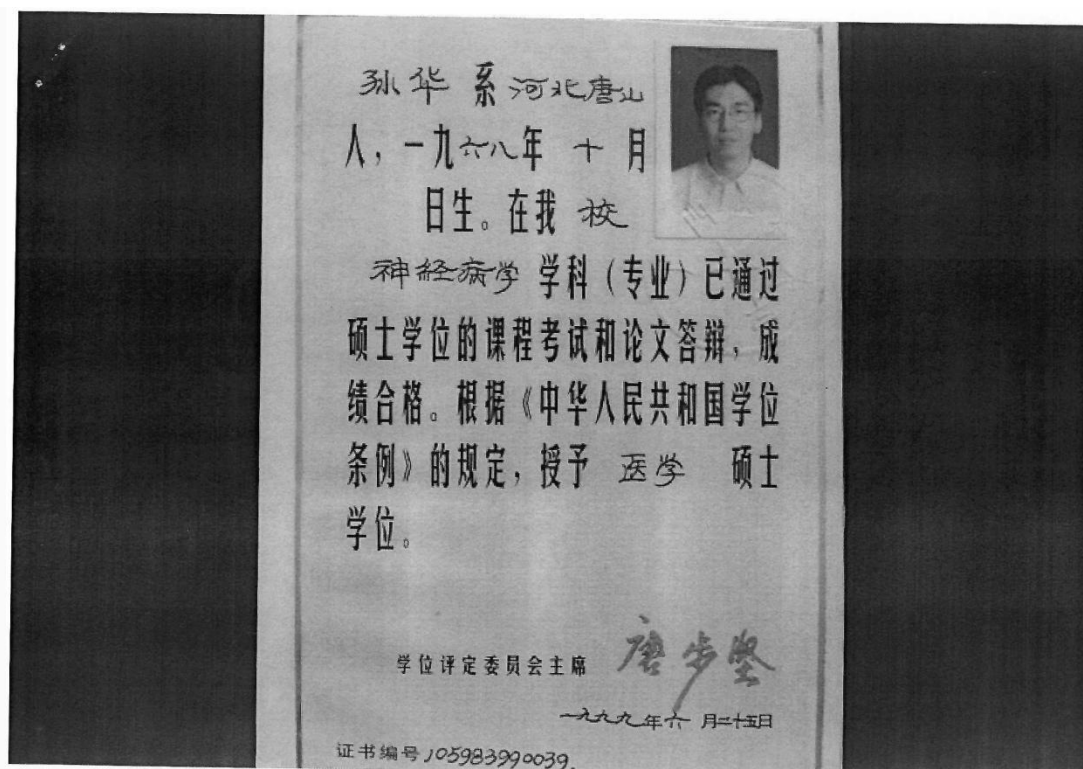 孙华 系 河北唐山
人，一九六八年 十 月
日生。在我 校
神经病学 学科（专业）已通过
硕士学位的课程考试和论文答辩，成
绩合格。根据《中华人民共和国学位
条例》的规定，授予 医学 硕士
学位。
学位评定委员会主席 唐步坚
一九九九年六 月二十五日
证书编号 105983990039.